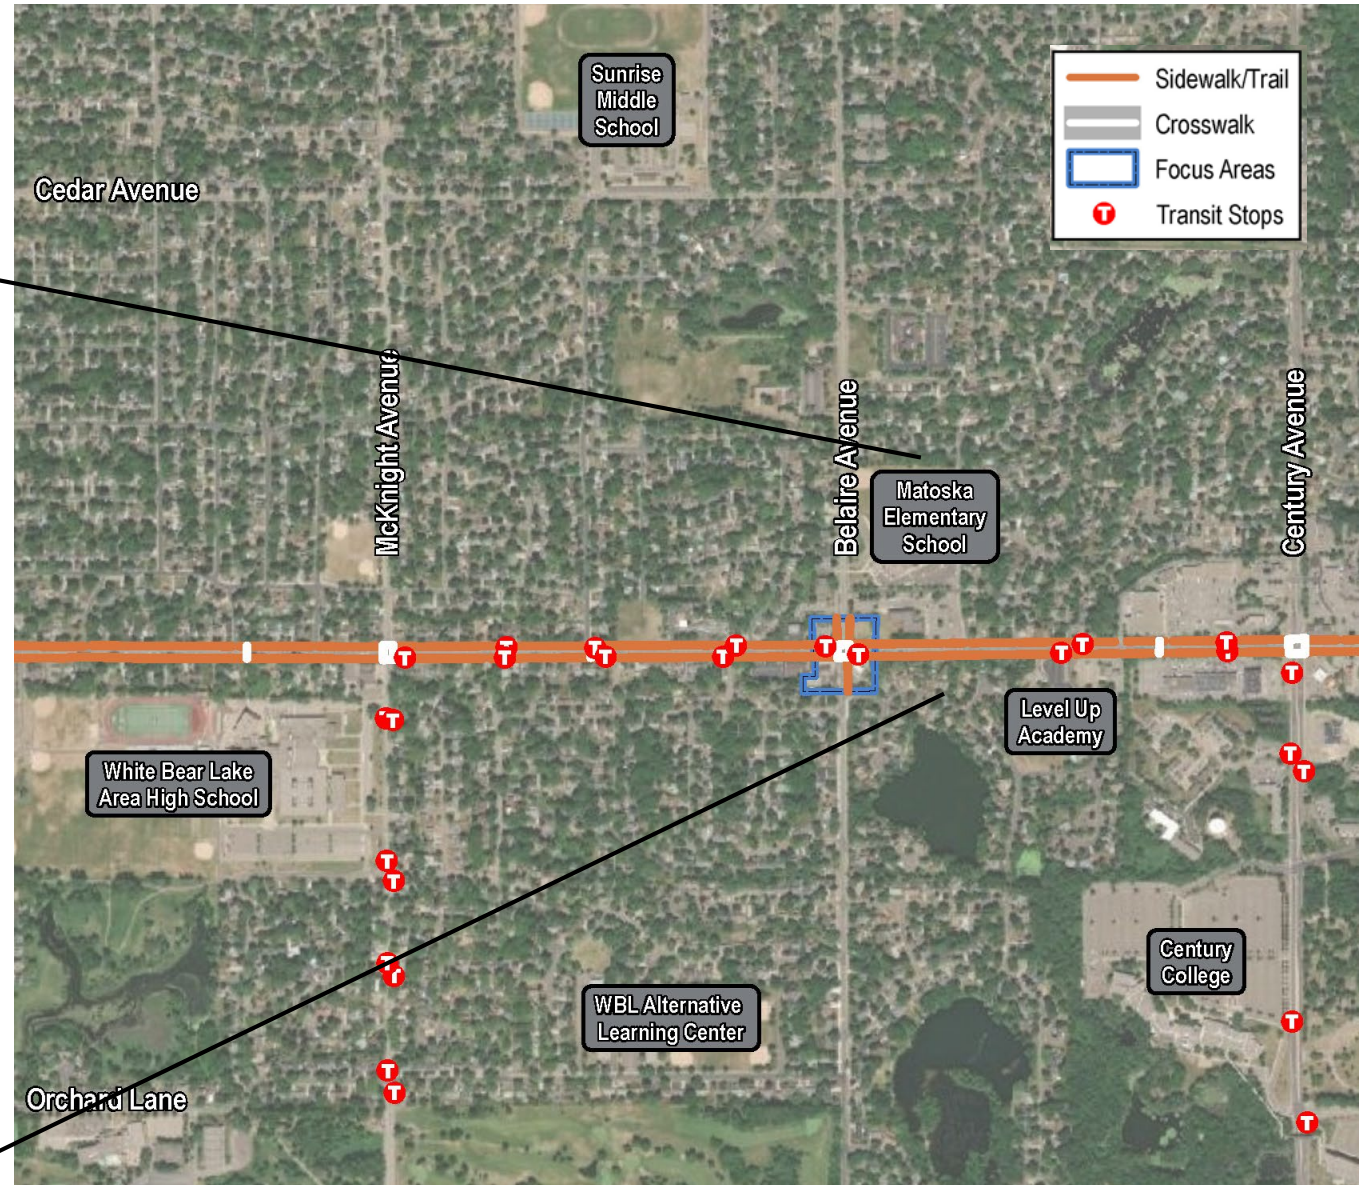 Sunrise
Middle
School
Sidewalk/Trail
Crosswalk
Focus Areas
T Transit Stops
Cedar Avenue
McKnight Avenue
Belaire Avenue
Century Avenue
Matoska
Elementary
School
T
T
T
T
T
T
T
T
T
T
T
T
T
T
Level Up
Academy
T
T
T
T
White Bear Lake
Area High School
T
T
T
T
Century
College
WBL Alternative
Learning Center
T
T
T
Orchard Lane
T